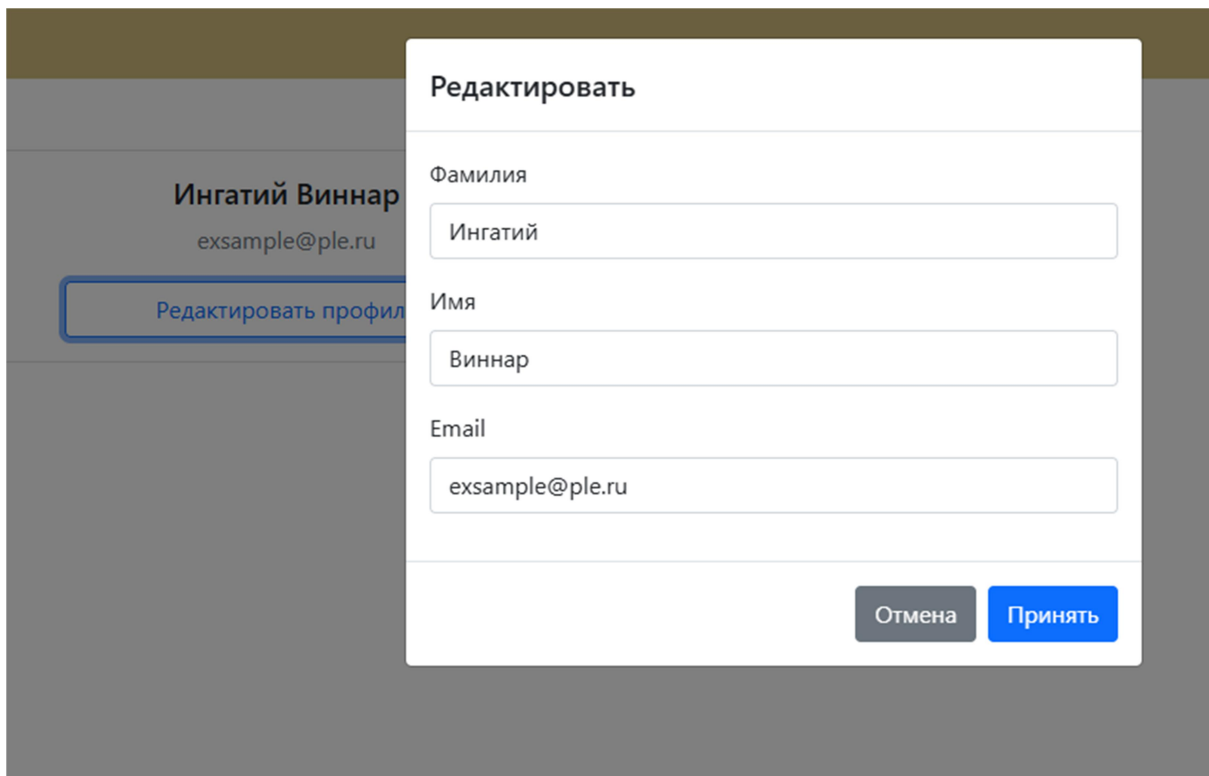 Редактировать
Ингатий Виннар
exsample@ple.ru
Редактировать профил
Фамилия
Ингатий
Имя
Виннар
Email
exsample@ple.ru
Отмена
Принять